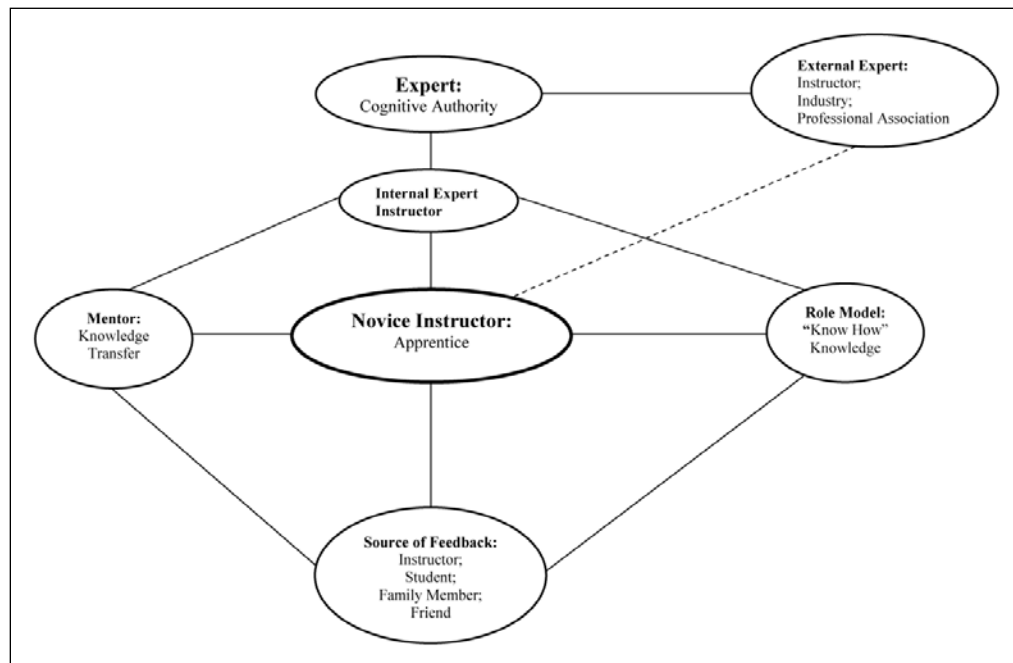 Expert:
Cognitive Authority
External Expert:
Instructor;
Industry;
Professional Association
Internal Expert
Instructor
Mentor:
Knowledge
Transfer
Novice Instructor:
Apprentice
Role Model:
“Know How”
Knowledge
Source of Feedback:
Instructor;
Student;
Family Member;
Friend